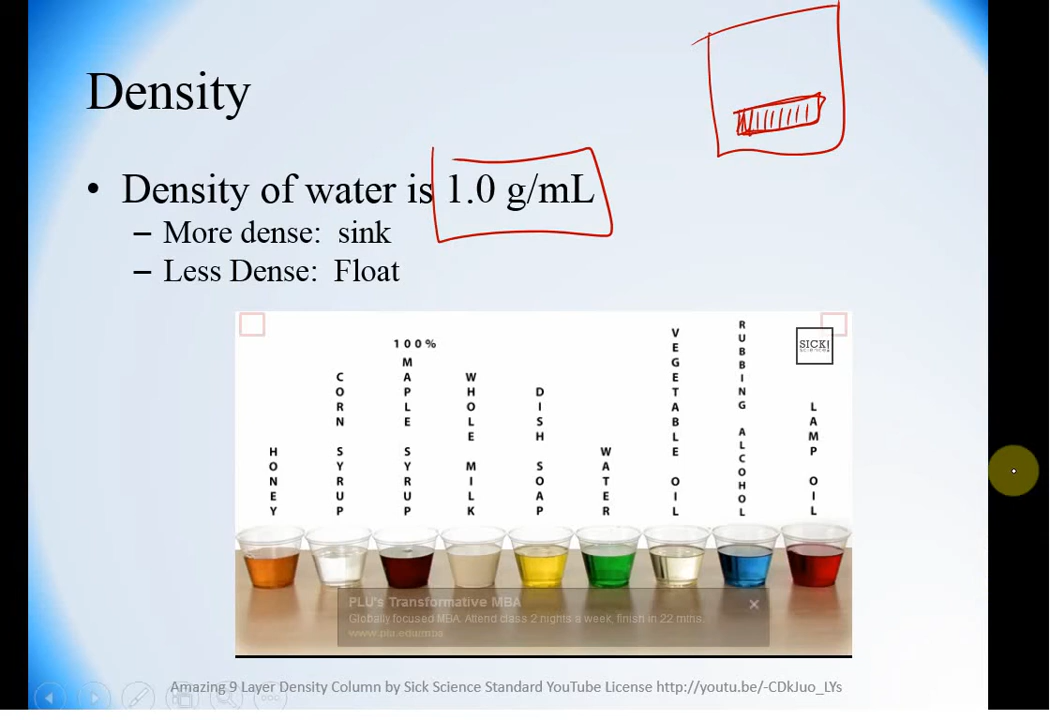 Density
• Density of water is 1.0 g/mL
– More dense: sink
– Less Dense: Float
HONEY
CORN SYRUP
100% MAPLE SYRUP
WHOLE MILK
DISH SOAP
WATER
VEGETABLE OIL
RUBBING ALCOHOL
LAMP OIL
SICK!
SCIENCE!
PLU's Transformative MBA
Globally focused MBA. Attend class 2 nights a week, finish in 22 mths.
www.plu.edu/mba
Amazing 9 Layer Density Column by Sick Science Standard YouTube License http://youtu.be/-CDkJuo_LYs